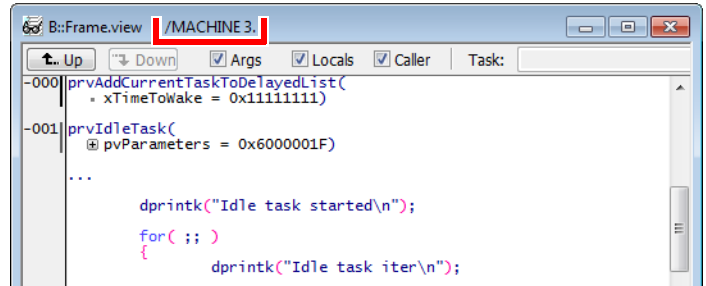 B::Frame.view /MACHINE 3.
Up Down Args Locals Caller Task:
-000 prvAddCurrentTaskToDelayedList(
xTimeToWake = 0x11111111)
-001 prvIdleTask(
pvParameters = 0x6000001F)
...
dprintk("Idle task started\n");
for( ;; )
{
dprintk("Idle task iter\n");